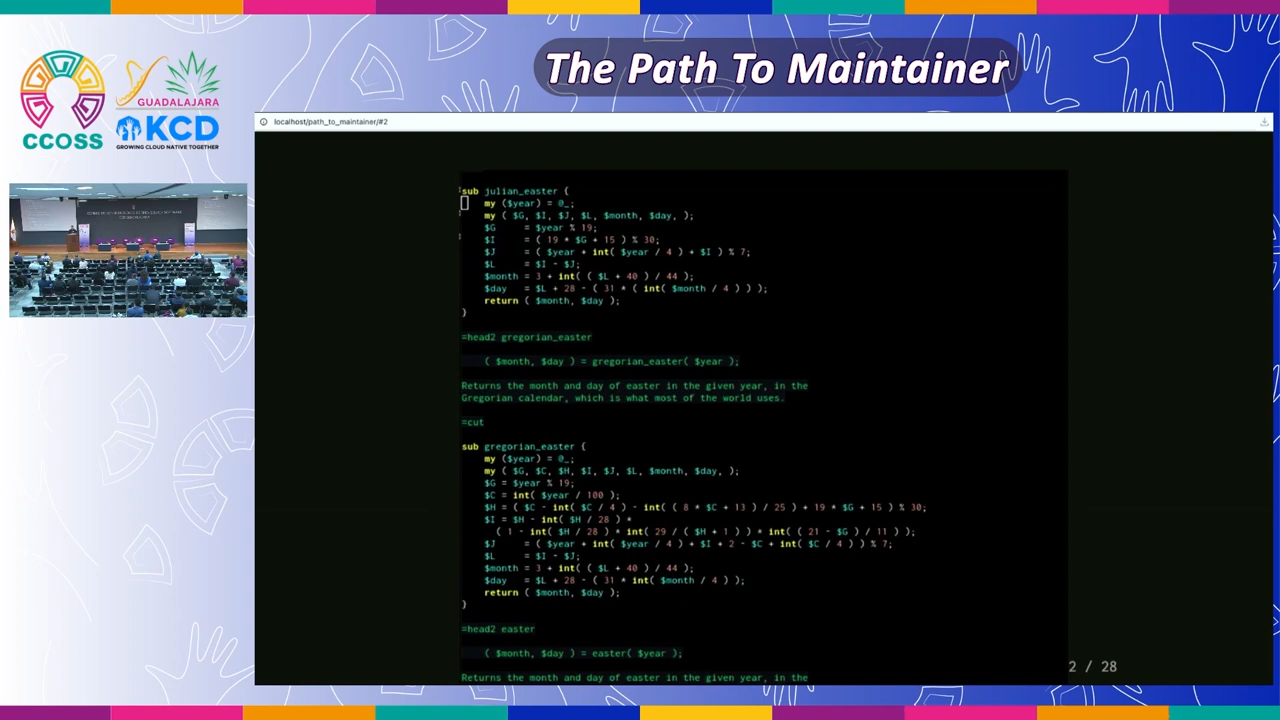 The Path To Maintainer
CCOSS
GUADALAJARA
KCD
GROWING CLOUD NATIVE TOGETHER
localhost/path_to_maintainer/#2
sub julian_easter {
my ($year) = @_;
my ( $G, $I, $J, $L, $month, $day, );
$G = $year % 19;
$I = ( 19 * $G + 15 ) % 30;
$J = ( $year + int( $year / 4 ) + $I ) % 7;
$L = $I - $J;
$month = 3 + int( ( $L + 40 ) / 44 );
$day = $L + 28 - ( 31 * ( int( $month / 4 ) ) );
return ( $month, $day );
}
=head2 gregorian_easter
( $month, $day ) = gregorian_easter( $year );
Returns the month and day of easter in the given year, in the
Gregorian calendar, which is what most of the world uses.
=cut
sub gregorian_easter {
my ($year) = @_;
my ( $G, $C, $H, $I, $J, $L, $month, $day, );
$G = $year % 19;
$C = int( $year / 100 );
$H = ( $C - int( $C / 4 ) - int( ( 8 * $C + 13 ) / 25 ) + 19 * $G + 15 ) % 30;
$I = $H - int( $H / 28 ) *
( 1 - int( $H / 28 ) * int( 29 / ( $H + 1 ) ) * int( ( 21 - $G ) / 11 ) );
$J = ( $year + int( $year / 4 ) + $I + 2 - $C + int( $C / 4 ) ) % 7;
$L = $I - $J;
$month = 3 + int( ( $L + 40 ) / 44 );
$day = $L + 28 - ( 31 * int( $month / 4 ) );
return ( $month, $day );
}
=head2 easter
( $month, $day ) = easter( $year );
Returns the month and day of easter in the given year, in the
2 / 28